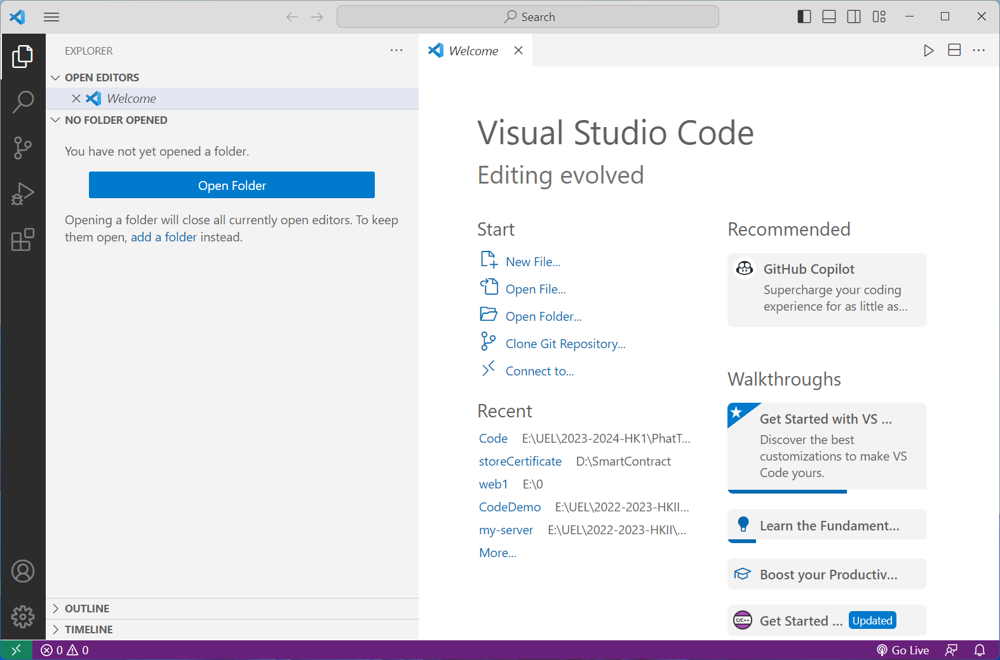 Search
EXPLORER
Welcome
OPEN EDITORS
Welcome
NO FOLDER OPENED
You have not yet opened a folder.
Open Folder
Opening a folder will close all currently open editors. To keep
them open, add a folder instead.
OUTLINE
TIMELINE
Visual Studio Code
Editing evolved
Start
New File...
Open File...
Open Folder...
Clone Git Repository...
Connect to...
Recent
Code E:\UEL\2023-2024-HK1\PhatT...
storeCertificate D:\SmartContract
web1 E:\0
CodeDemo E:\UEL\2022-2023-HKII...
my-server E:\UEL\2022-2023-HKII\...
More...
Recommended
GitHub Copilot
Supercharge your coding
experience for as little as...
Walkthroughs
Get Started with VS ...
Discover the best
customizations to make VS
Code yours.
Learn the Fundament...
Boost your Productiv...
C/C++
Get Started ... Updated
0 0
Go Live